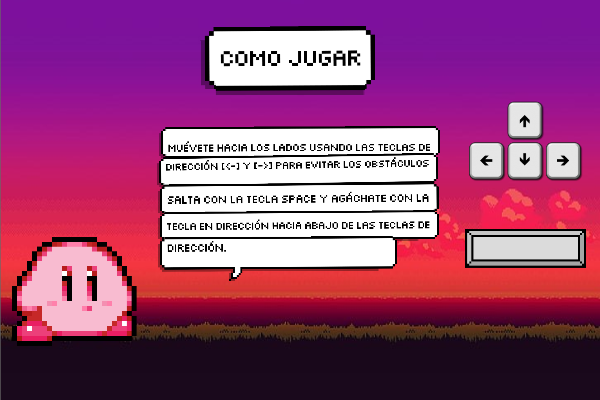 COMO JUGAR
MUÉVETE HACIA LOS LADOS USANDO LAS TECLAS DE
DIRECCIÓN [<-] Y [->] PARA EVITAR LOS OBSTÁCULOS
SALTA CON LA TECLA SPACE Y AGÁCHATE CON LA
TECLA EN DIRECCIÓN HACIA ABAJO DE LAS TECLAS DE
DIRECCIÓN.